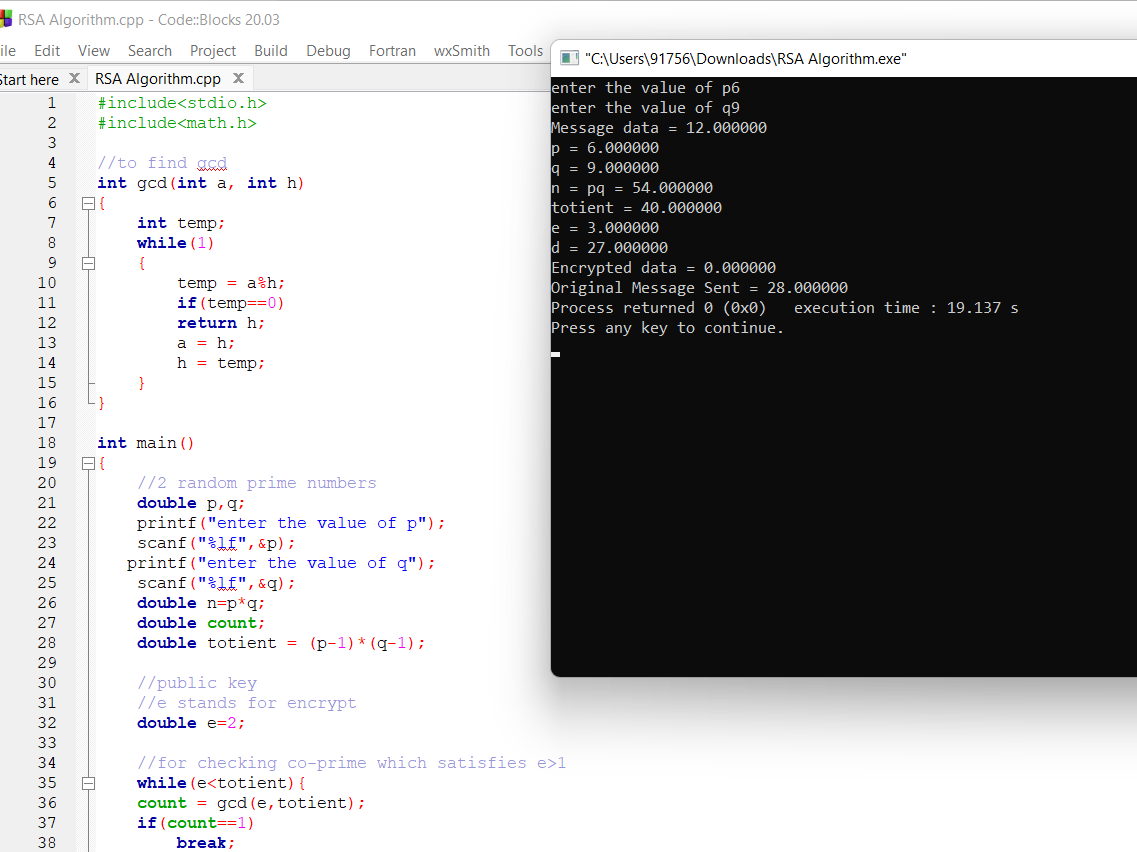 RSA Algorithm.cpp - Code::Blocks 20.03
ile Edit View Search Project Build Debug Fortran wxSmith Tools
tart here X RSA Algorithm.cpp X
1 #include<stdio.h>
2 #include<math.h>
3
4 //to find gcd
5 int gcd(int a, int h)
6 {
7 int temp;
8 while(1)
9 {
10 temp = a%h;
11 if(temp==0)
12 return h;
13 a = h;
14 h = temp;
15 }
16 }
17
18 int main()
19 {
20 //2 random prime numbers
21 double p,q;
22 printf("enter the value of p");
23 scanf("%lf",&p);
24 printf("enter the value of q");
25 scanf("%lf",&q);
26 double n=p*q;
27 double count;
28 double totient = (p-1)*(q-1);
29
30 //public key
31 //e stands for encrypt
32 double e=2;
33
34 //for checking co-prime which satisfies e>1
35 while(e<totient){
36 count = gcd(e,totient);
37 if(count==1)
38 break;
"C:\Users\91756\Downloads\RSA Algorithm.exe"
enter the value of p6
enter the value of q9
Message data = 12.000000
p = 6.000000
q = 9.000000
n = pq = 54.000000
totient = 40.000000
e = 3.000000
d = 27.000000
Encrypted data = 0.000000
Original Message Sent = 28.000000
Process returned 0 (0x0) execution time : 19.137 s
Press any key to continue.